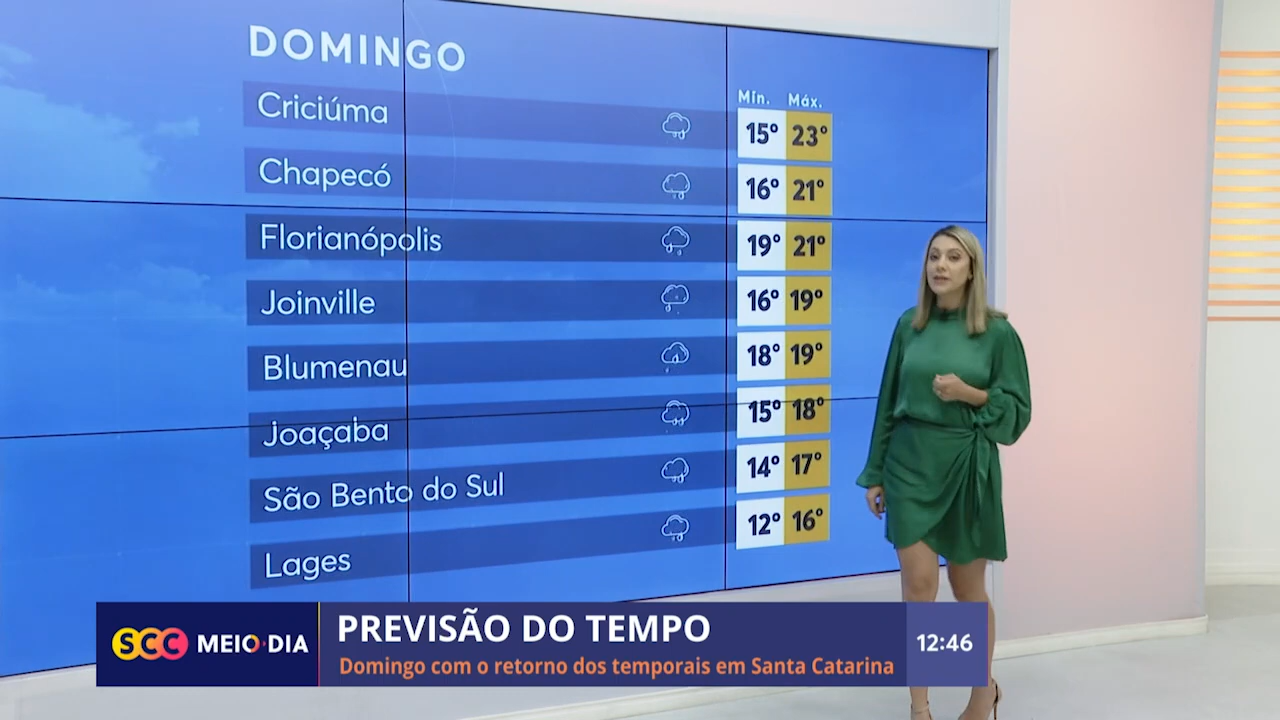 DOMINGO
Mín. Máx.
Criciúma 15° 23°
Chapecó 16° 21°
Florianópolis 19° 21°
Joinville 16° 19°
Blumenau 18° 19°
Joaçaba 15° 18°
São Bento do Sul 14° 17°
Lages 12° 16°
SCC MEIO·DIA
PREVISÃO DO TEMPO
Domingo com o retorno dos temporais em Santa Catarina
12:46